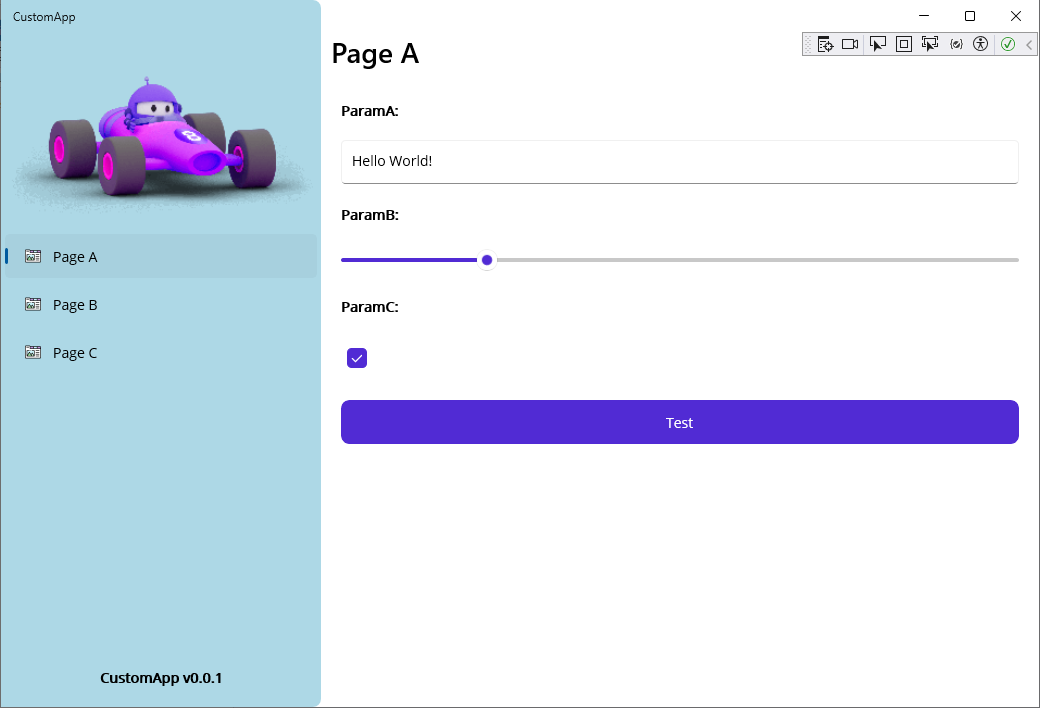 CustomApp
Page A
ParamA:
Hello World!
ParamB:
ParamC:
Test
Page A
Page B
Page C
CustomApp v0.0.1